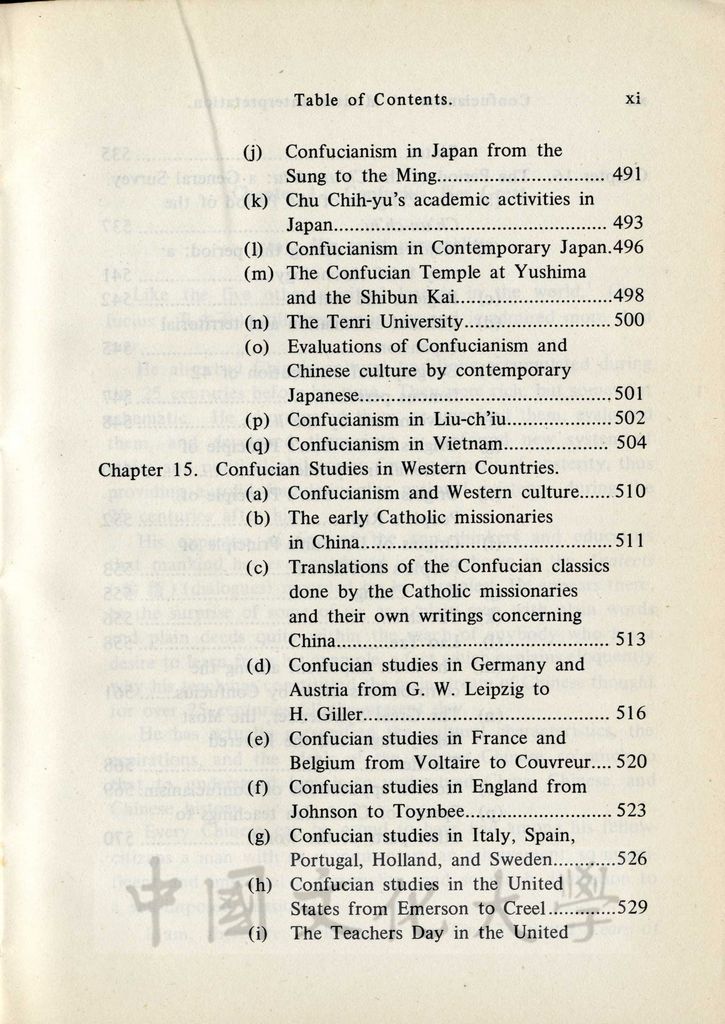 Table of Contents. xi
(j) Confucianism in Japan from the
Sung to the Ming............................ 491
(k) Chu Chih-yu's academic activities in
Japan............................................. 493
(l) Confucianism in Contemporary Japan.496
(m) The Confucian Temple at Yushima
and the Shibun Kai.........................498
(n) The Tenri University........................ 500
(o) Evaluations of Confucianism and
Chinese culture by contemporary
Japanese.........................................501
(p) Confucianism in Liu-ch'iu................. 502
(q) Confucianism in Vietnam................. 504
Chapter 15. Confucian Studies in Western Countries.
(a) Confucianism and Western culture...... 510
(b) The early Catholic missionaries
in China......................................... 511
(c) Translations of the Confucian classics
done by the Catholic missionaries
and their own writings concerning
China............................................. 513
(d) Confucian studies in Germany and
Austria from G. W. Leipzig to
H. Giller......................................... 516
(e) Confucian studies in France and
Belgium from Voltaire to Couvreur.... 520
(f) Confucian studies in England from
Johnson to Toynbee........................ 523
(g) Confucian studies in Italy, Spain,
Portugal, Holland, and Sweden..........526
(h) Confucian studies in the United
States from Emerson to Creel............529
(i) The Teachers Day in the United
中國文化大學